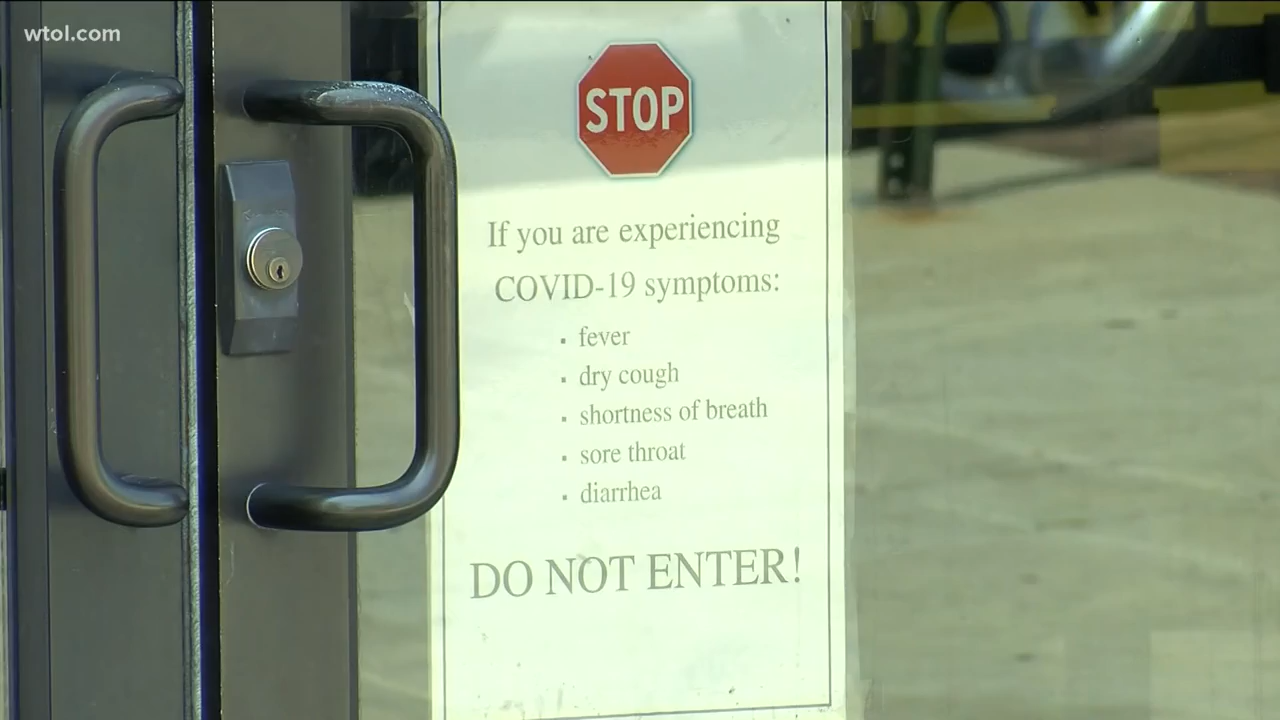 wtol.com
STOP
If you are experiencing
COVID-19 symptoms:
▪ fever
▪ dry cough
▪ shortness of breath
▪ sore throat
▪ diarrhea
DO NOT ENTER!